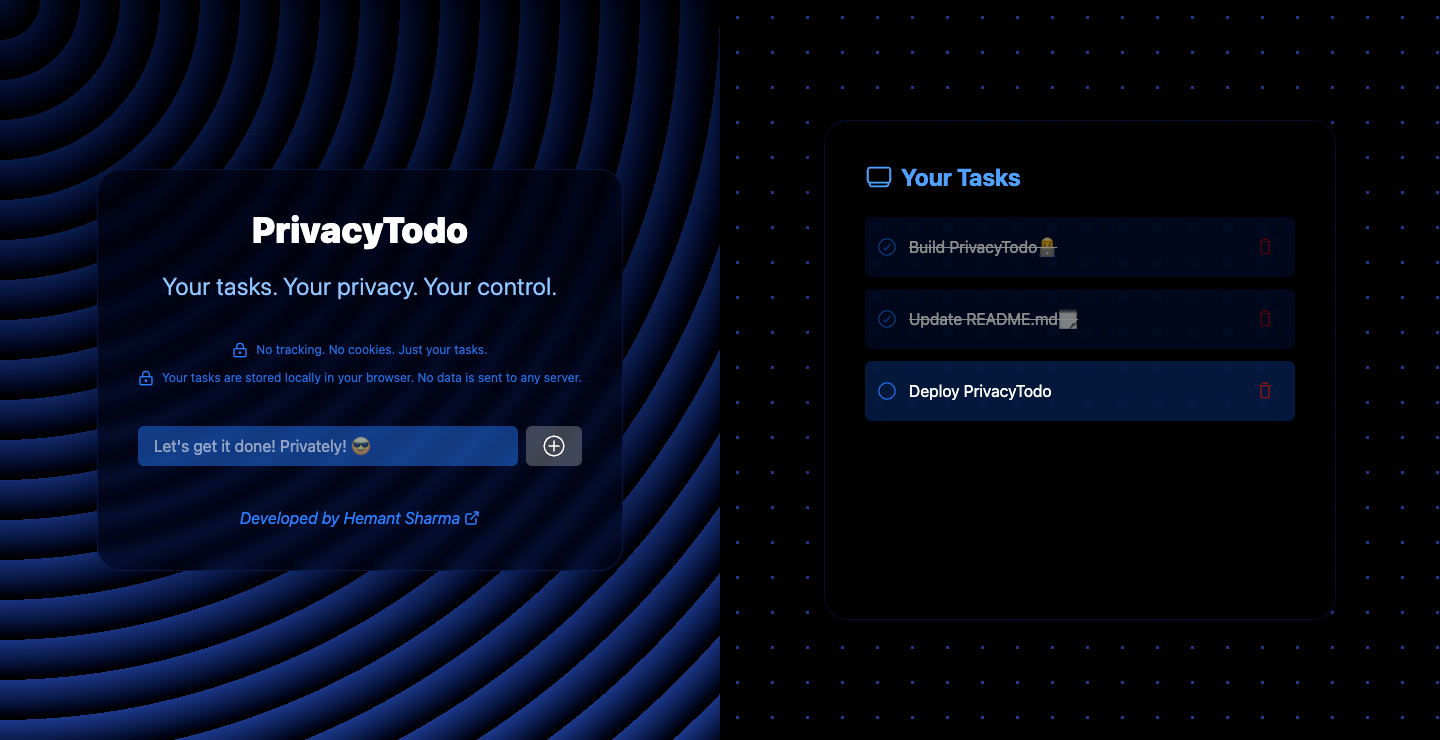 PrivacyTodo
Your tasks. Your privacy. Your control.
No tracking. No cookies. Just your tasks.
Your tasks are stored locally in your browser. No data is sent to any server.
Let's get it done! Privately! 😎
Developed by Hemant Sharma
Your Tasks
Build PrivacyTodo👨‍💻
Update README.md🗒️
Deploy PrivacyTodo